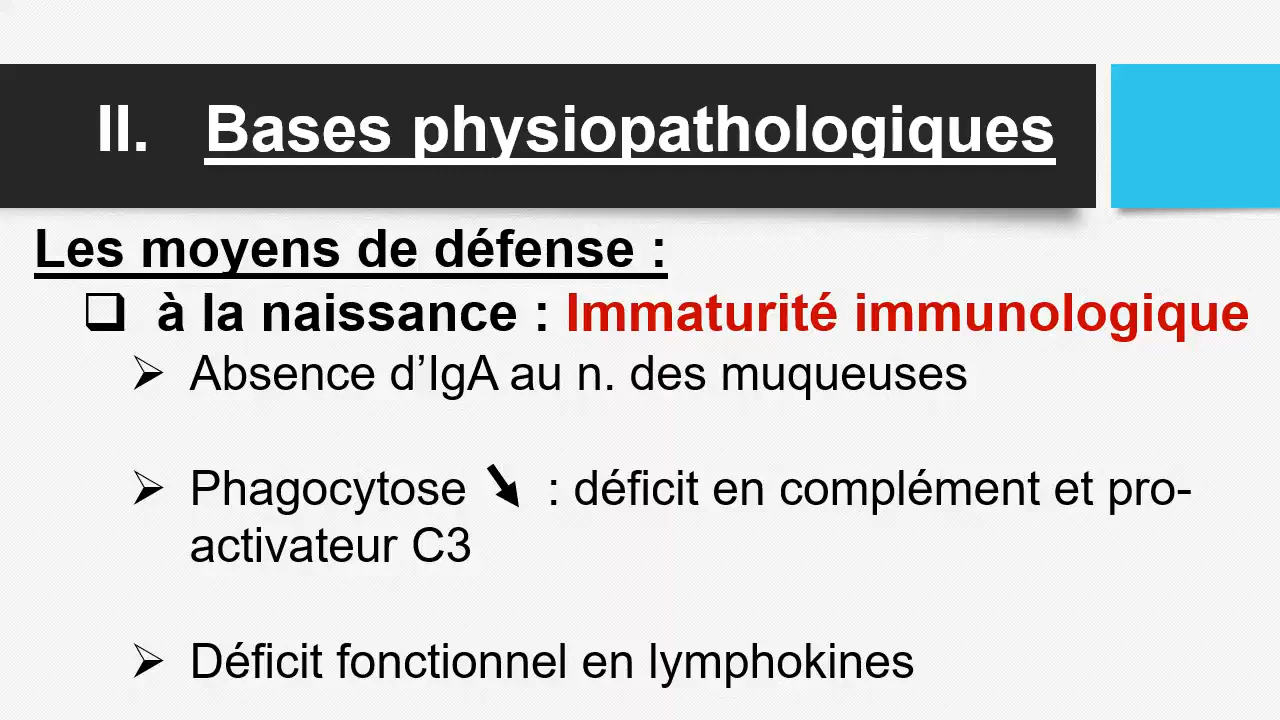 II. Bases physiopathologiques
Les moyens de défense :
❑ à la naissance : Immaturité immunologique
➢ Absence d’IgA au n. des muqueuses
➢ Phagocytose ➘ : déficit en complément et pro-
activateur C3
➢ Déficit fonctionnel en lymphokines